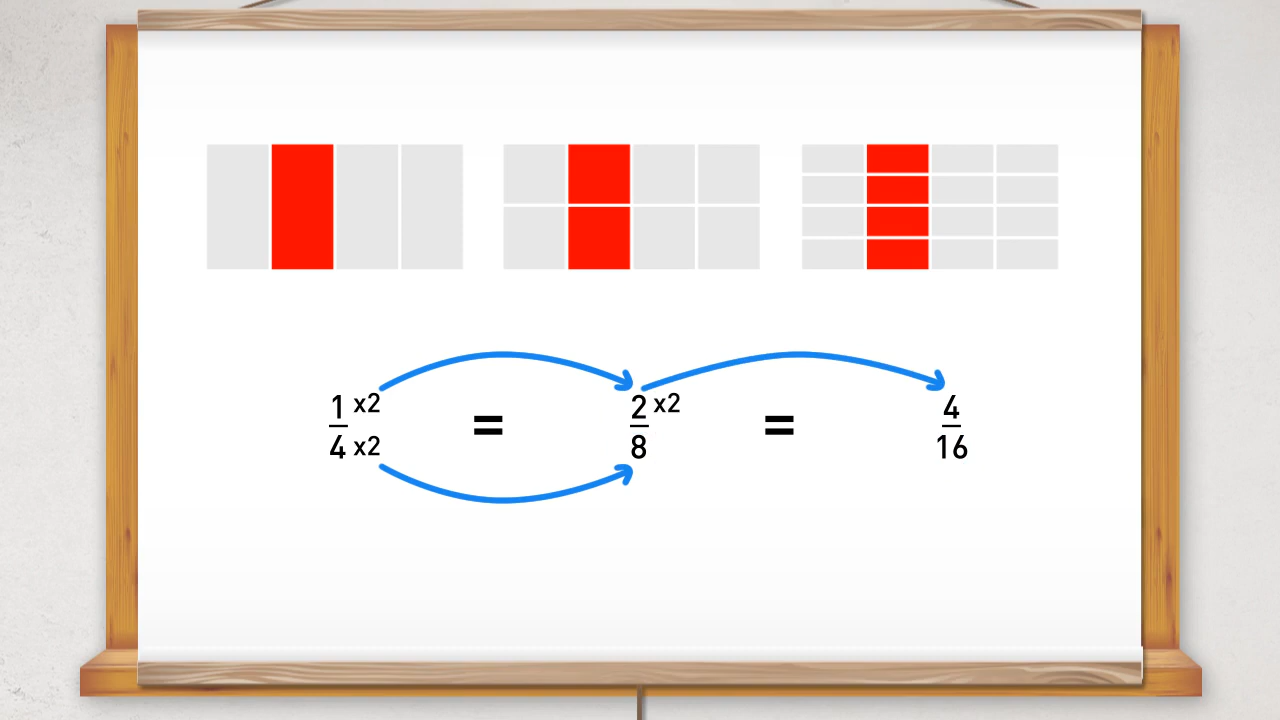 1 x2 = 2 x2 = 4
4 x2 8 16